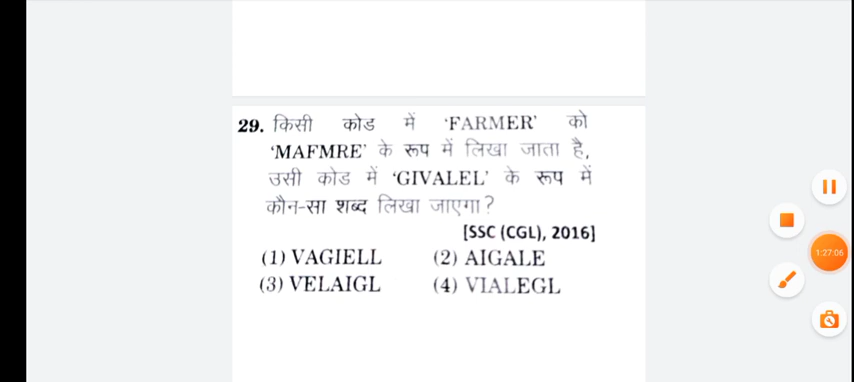 29. किसी कोड में 'FARMER' को
'MAFMRE' के रूप में लिखा जाता है,
उसी कोड में 'GIVALEL' के रूप में
कौन-सा शब्द लिखा जाएगा?
[SSC (CGL), 2016]
(1) VAGIELL (2) AIGALE
(3) VELAIGL (4) VIALEGL
1:27:06